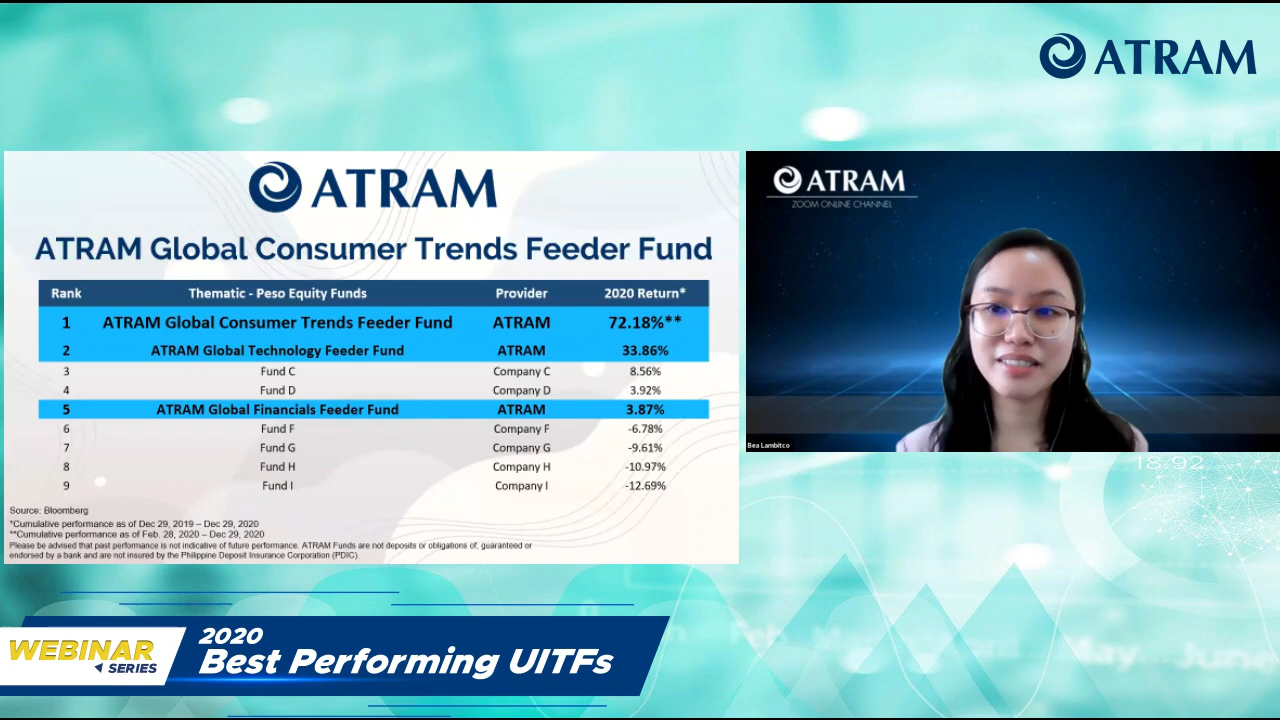 ATRAM
ATRAM
ATRAM Global Consumer Trends Feeder Fund
Rank Thematic - Peso Equity Funds Provider 2020 Return*
1 ATRAM Global Consumer Trends Feeder Fund ATRAM 72.18%**
2 ATRAM Global Technology Feeder Fund ATRAM 33.86%
3 Fund C Company C 8.56%
4 Fund D Company D 3.92%
5 ATRAM Global Financials Feeder Fund ATRAM 3.87%
6 Fund F Company F -6.78%
7 Fund G Company G -9.61%
8 Fund H Company H -10.97%
9 Fund I Company I -12.69%
Source: Bloomberg
*Cumulative performance as of Dec 29, 2019 – Dec 29, 2020
**Cumulative performance as of Feb. 28, 2020 – Dec 29, 2020
Please be advised that past performance is not indicative of future performance. ATRAM Funds are not deposits or obligations of, guaranteed or
endorsed by a bank and are not insured by the Philippine Deposit Insurance Corporation (PDIC).
ATRAM
ZOOM ONLINE CHANNEL
Bea Lambitco
18:92
May
June
WEBINAR
SERIES
2020
Best Performing UITFs